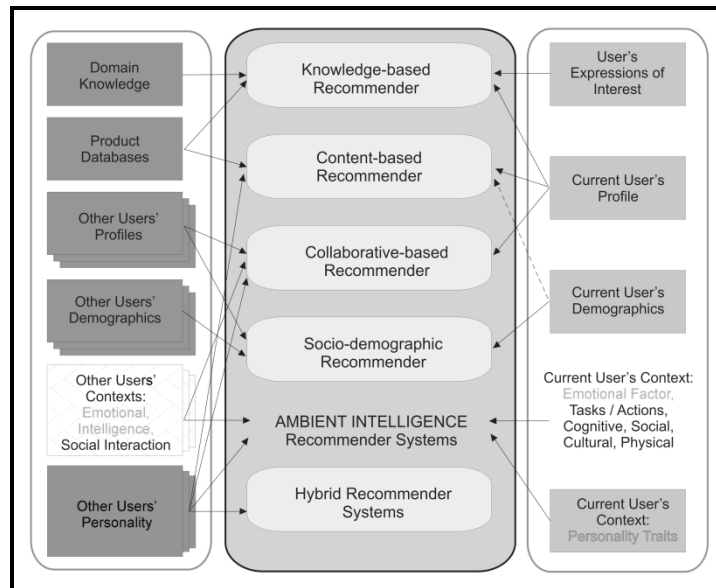 Domain
Knowledge
Product
Databases
Other Users'
Profiles
Other Users'
Demographics
Other Users'
Contexts:
Emotional,
Intelligence,
Social Interaction
Other Users'
Personality
Knowledge-based
Recommender
Content-based
Recommender
Collaborative-based
Recommender
Socio-demographic
Recommender
AMBIENT INTELLIGENCE
Recommender Systems
Hybrid Recommender
Systems
User's
Expressions of
Interest
Current User's
Profile
Current User's
Demographics
Current User's Context:
Emotional Factor,
Tasks / Actions,
Cognitive, Social,
Cultural, Physical
Current User's
Context:
Personality Traits